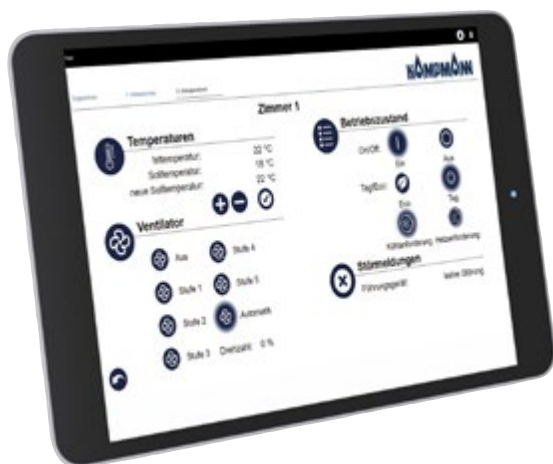 KAMPMANN
Zimmer 1
Temperaturen
Isttemperatur: 22 °C
Solltemperatur: 18 °C
neue Solltemperatur: 22 °C
Ventilator
Aus
Stufe 4
Stufe 1
Stufe 5
Stufe 2
Automatik
Stufe 3
Drehzahl: 0 %
Betriebszustand
On/Off:
Ein
Aus
Tag/Eco:
Eco
Tag
Kühlanforderung
Heizanforderung
Störmeldungen
Führungsgerät: keine Störung